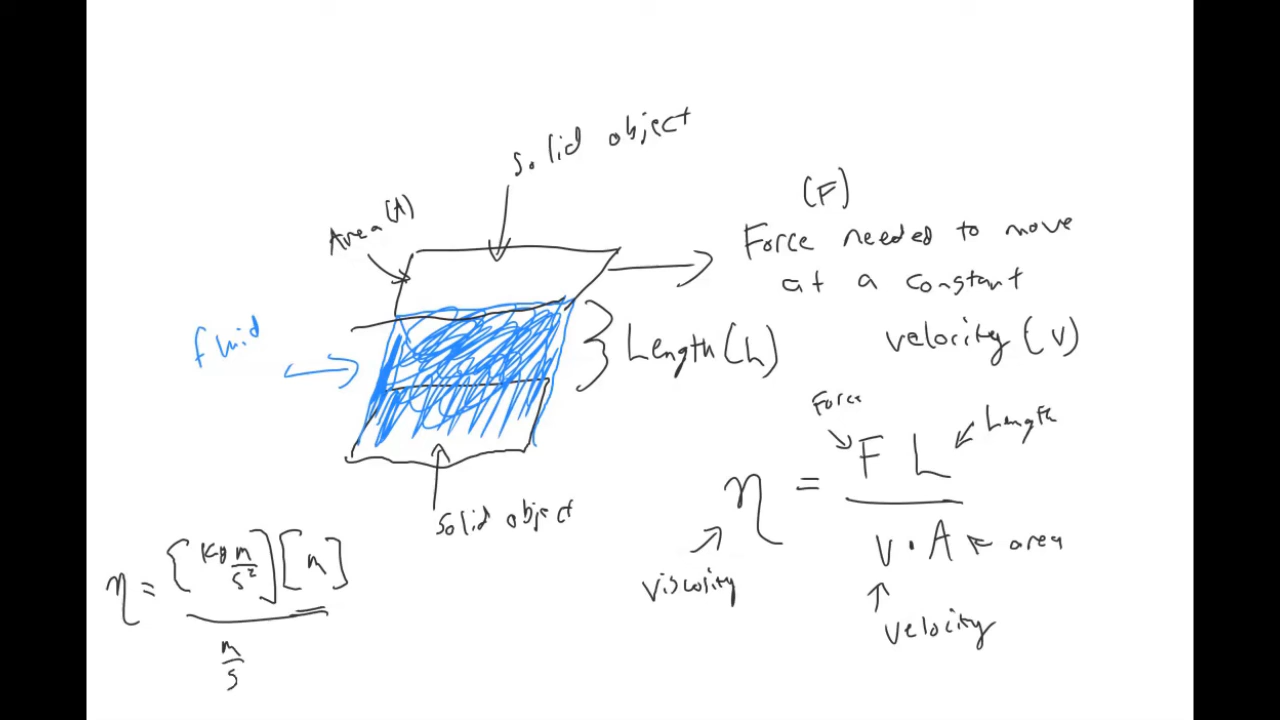 Solid object
Area (A)
(F)
Force needed to move
at a constant
velocity (v)
fluid
Length (L)
Solid object
Force
Length
η = F L
v · A
area
viscosity
velocity
η = [kg m/s²] [m]
m/s